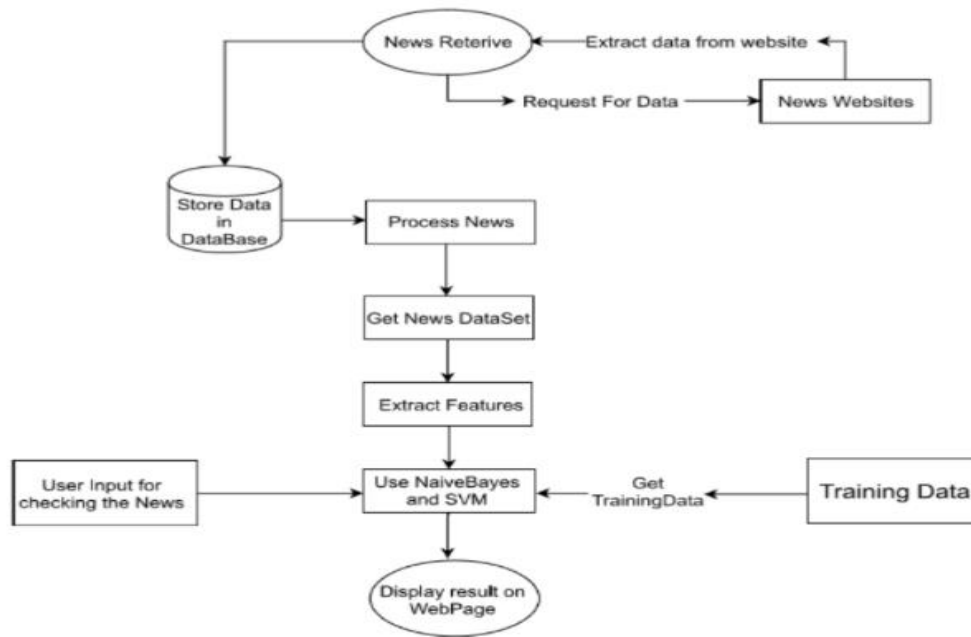 News Reterive
Extract data from website
Request For Data
News Websites
Store Data
in
DataBase
Process News
Get News DataSet
Extract Features
User Input for
checking the News
Use NaiveBayes
and SVM
Get
TrainingData
Training Data
Display result on
WebPage